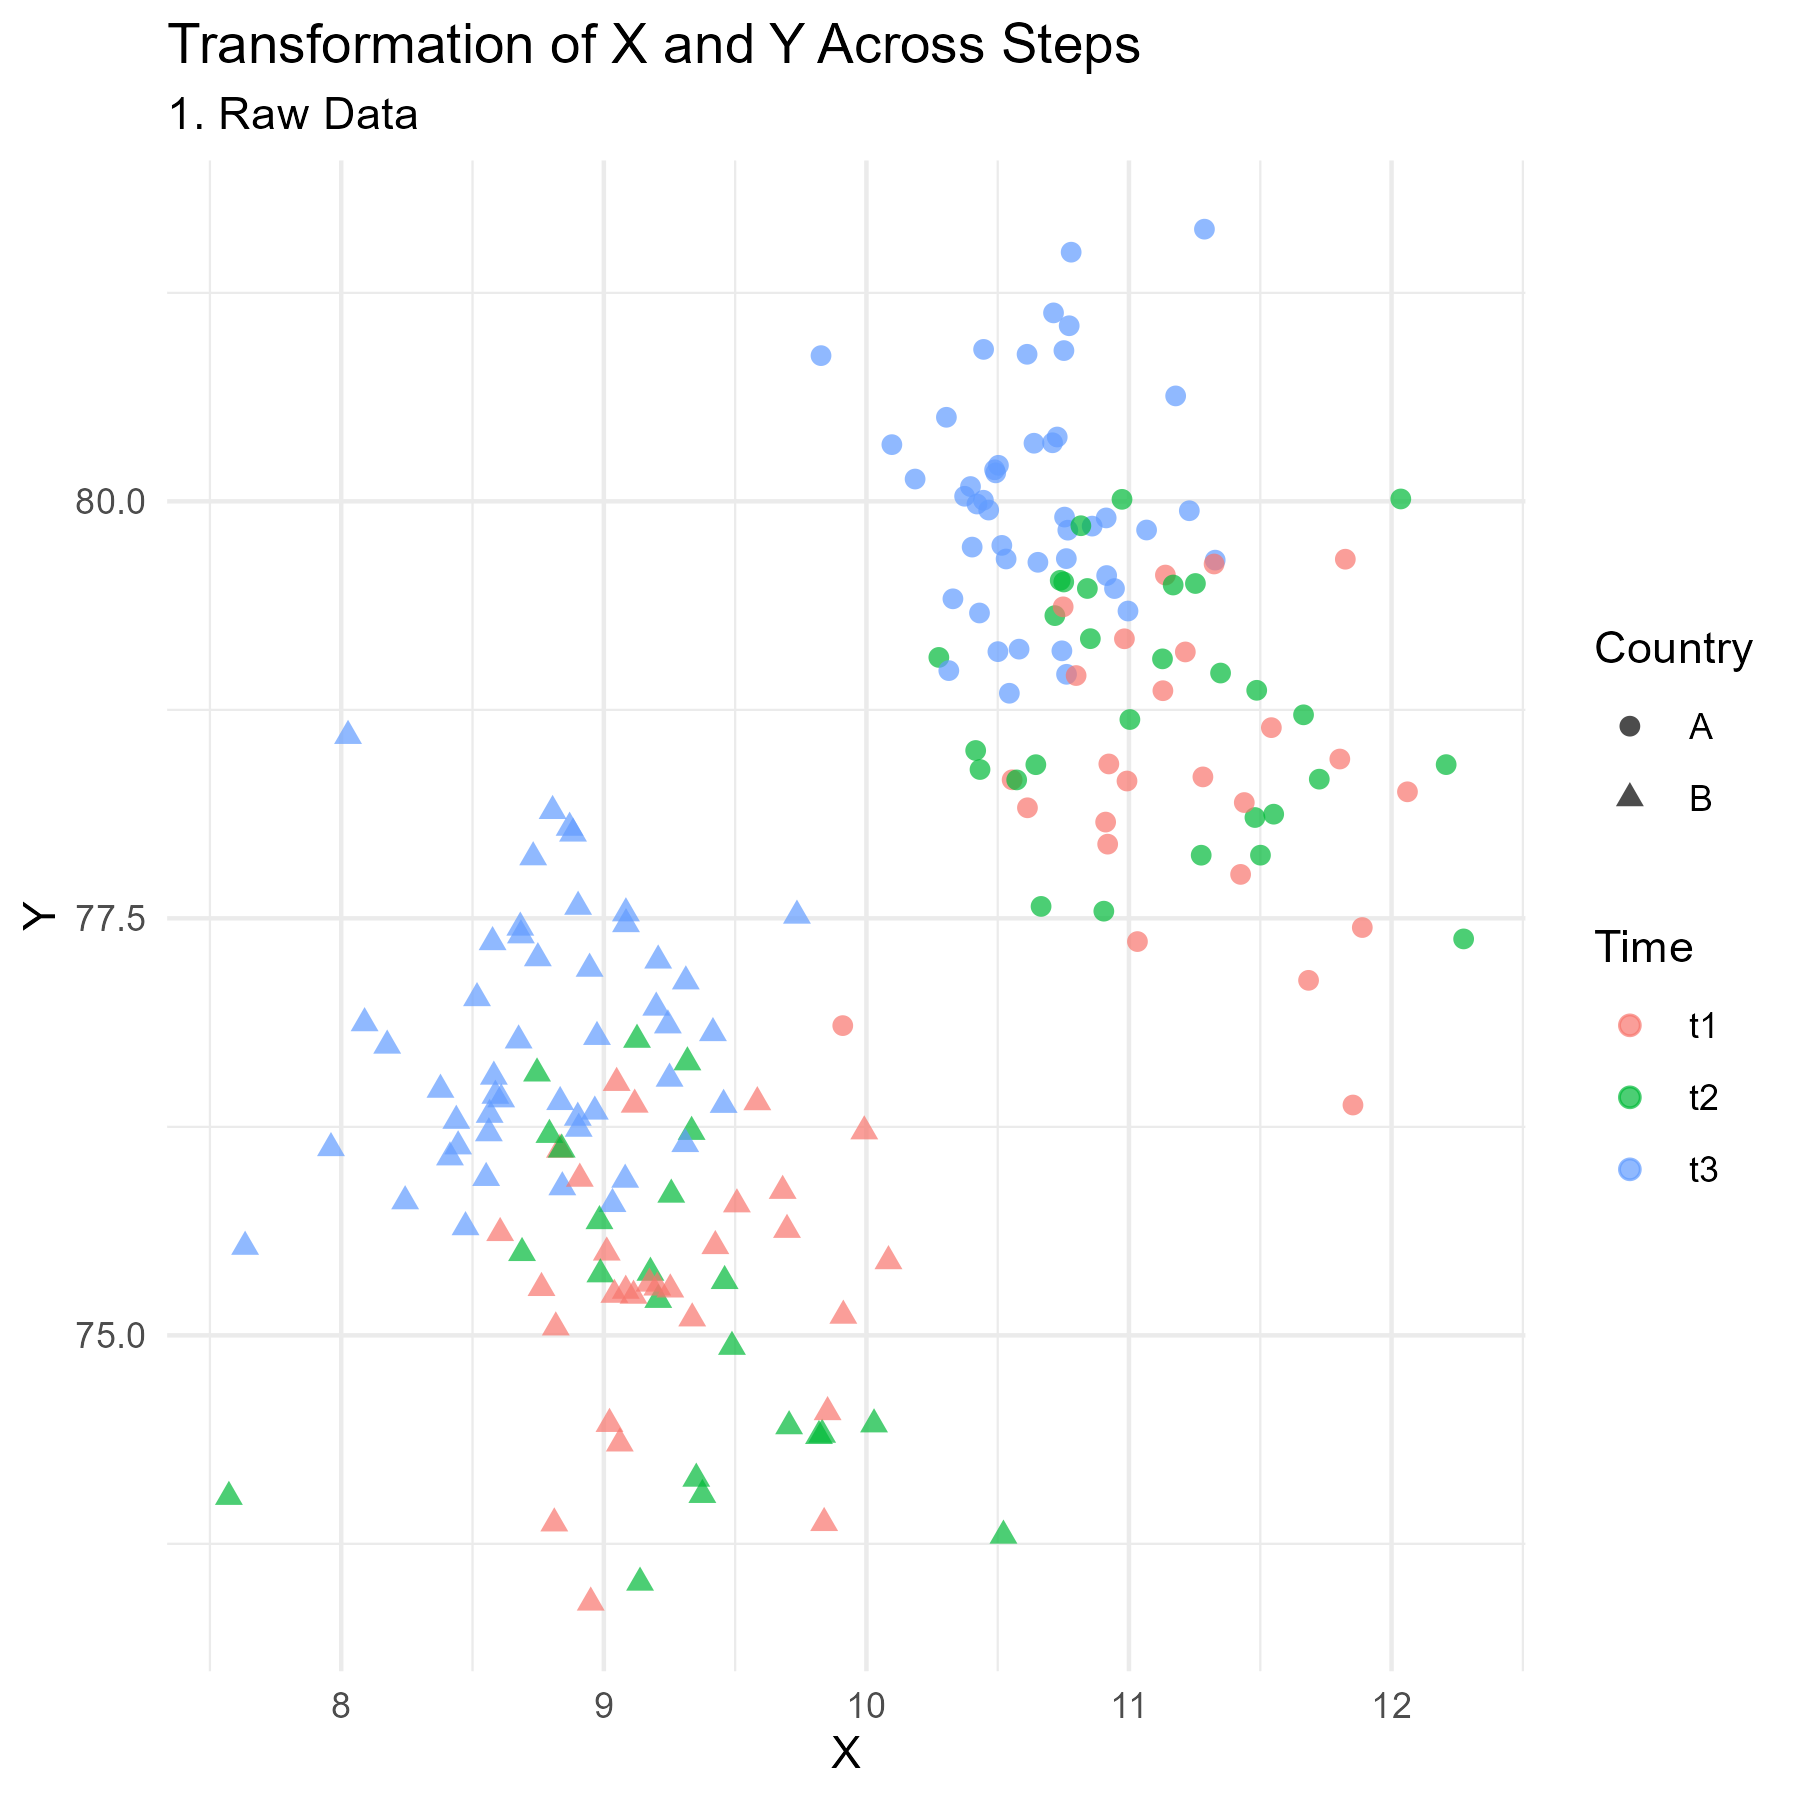 Transformation of X and Y Across Steps
1. Raw Data
Y
80.0
77.5
75.0
8 9 10 11 12
X
Country
A
B
Time
t1
t2
t3